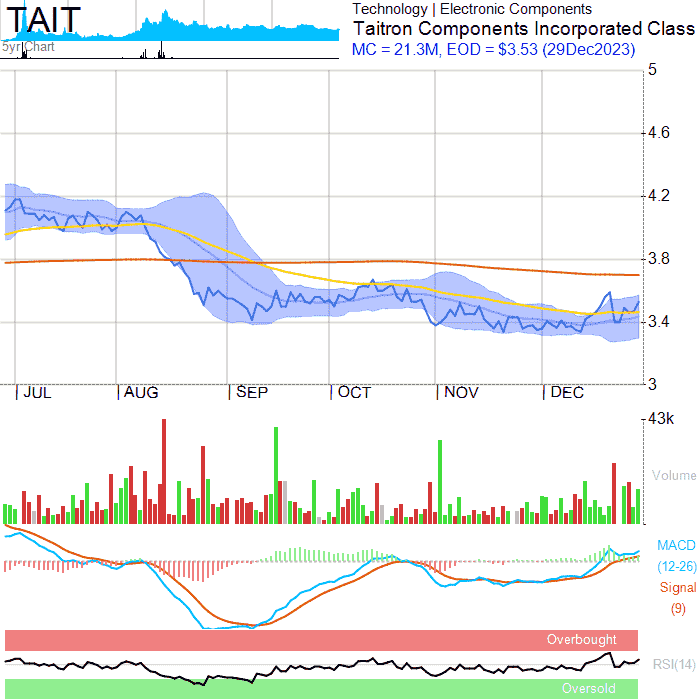 TAIT
5yr Chart
Technology | Electronic Components
Taitron Components Incorporated Class
MC = 21.3M, EOD = $3.53 (29Dec2023)
5
4.6
4.2
3.8
3.4
3
JUL AUG SEP OCT NOV DEC
43k
Volume
MACD
(12-26)
Signal
(9)
Overbought
RSI(14)
Oversold